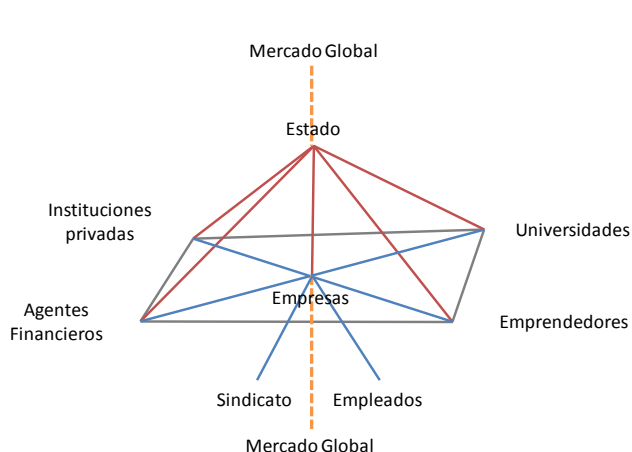 Mercado Global
Estado
Instituciones
privadas
Universidades
Empresas
Agentes
Financieros
Emprendedores
Sindicato
Empleados
Mercado Global